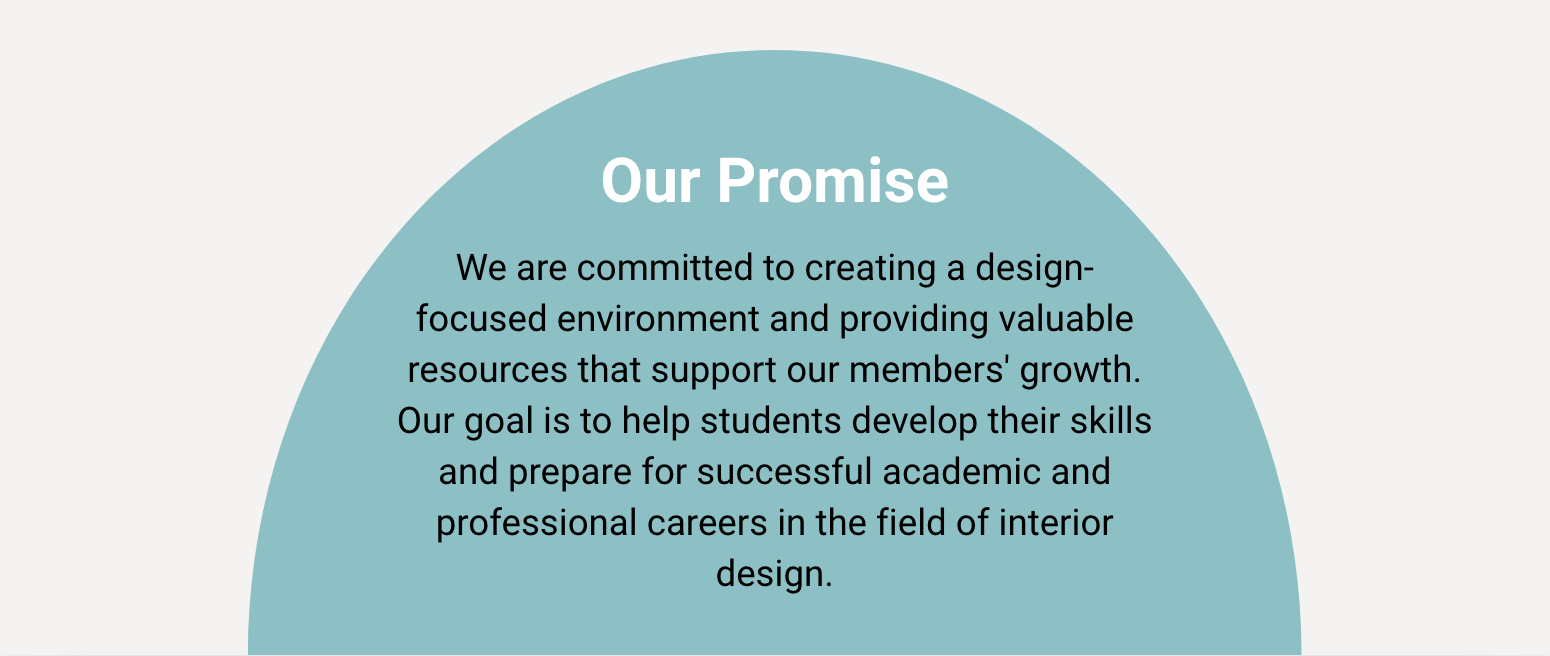 Our Promise
We are committed to creating a design-
focused environment and providing valuable
resources that support our members' growth.
Our goal is to help students develop their skills
and prepare for successful academic and
professional careers in the field of interior
design.